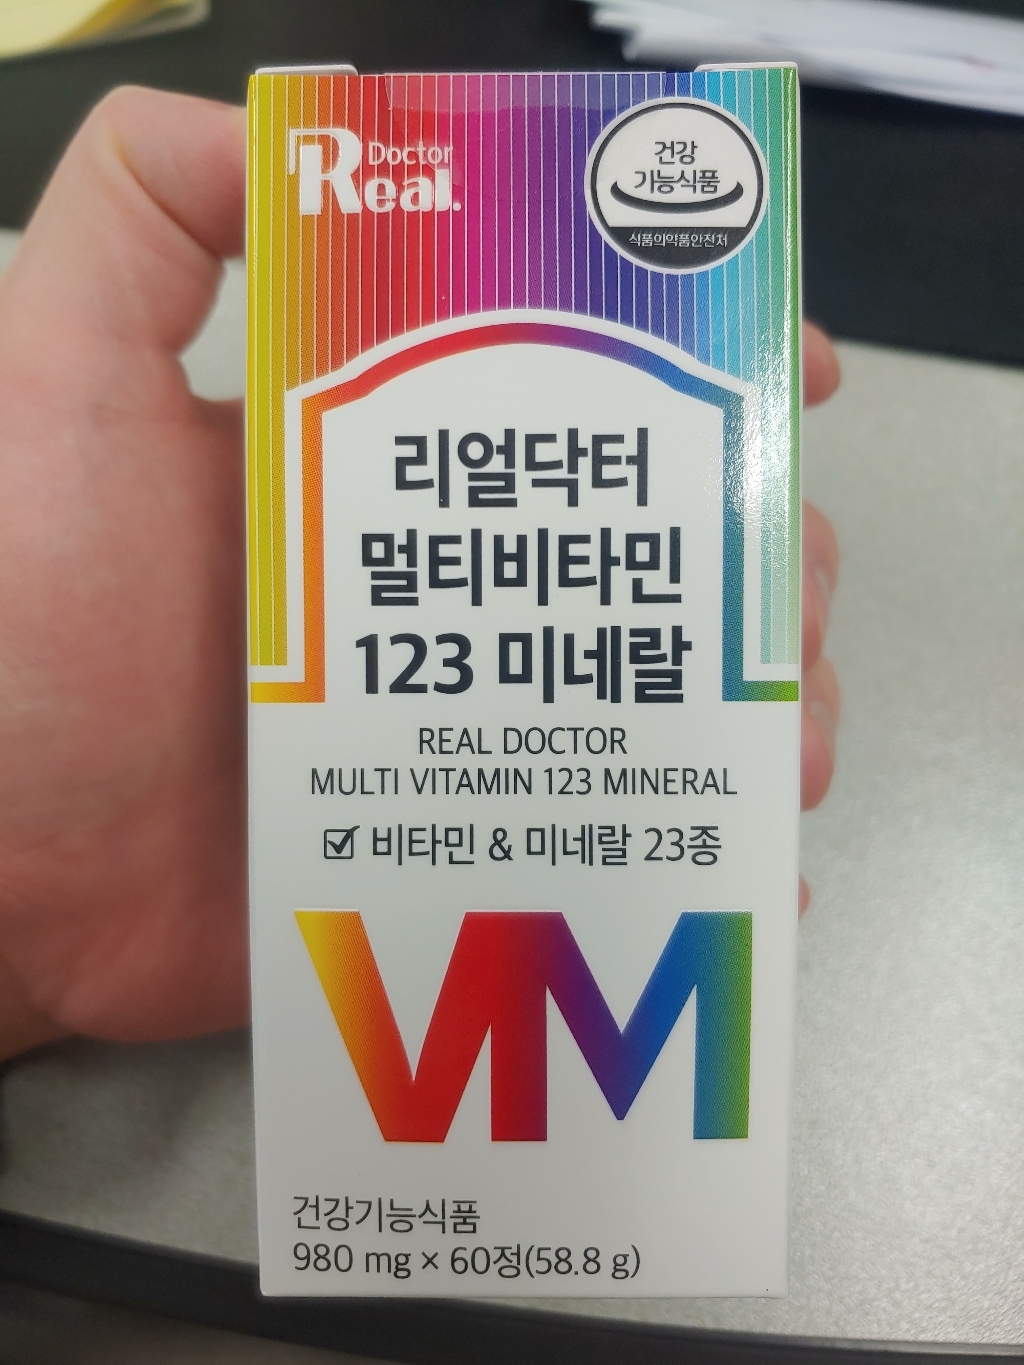 Doctor
Real.
건강
기능식품
식품의약품안전처
리얼닥터
멀티비타민
123 미네랄
REAL DOCTOR
MULTI VITAMIN 123 MINERAL
비타민 & 미네랄 23종
VM
건강기능식품
980 mg × 60정(58.8 g)